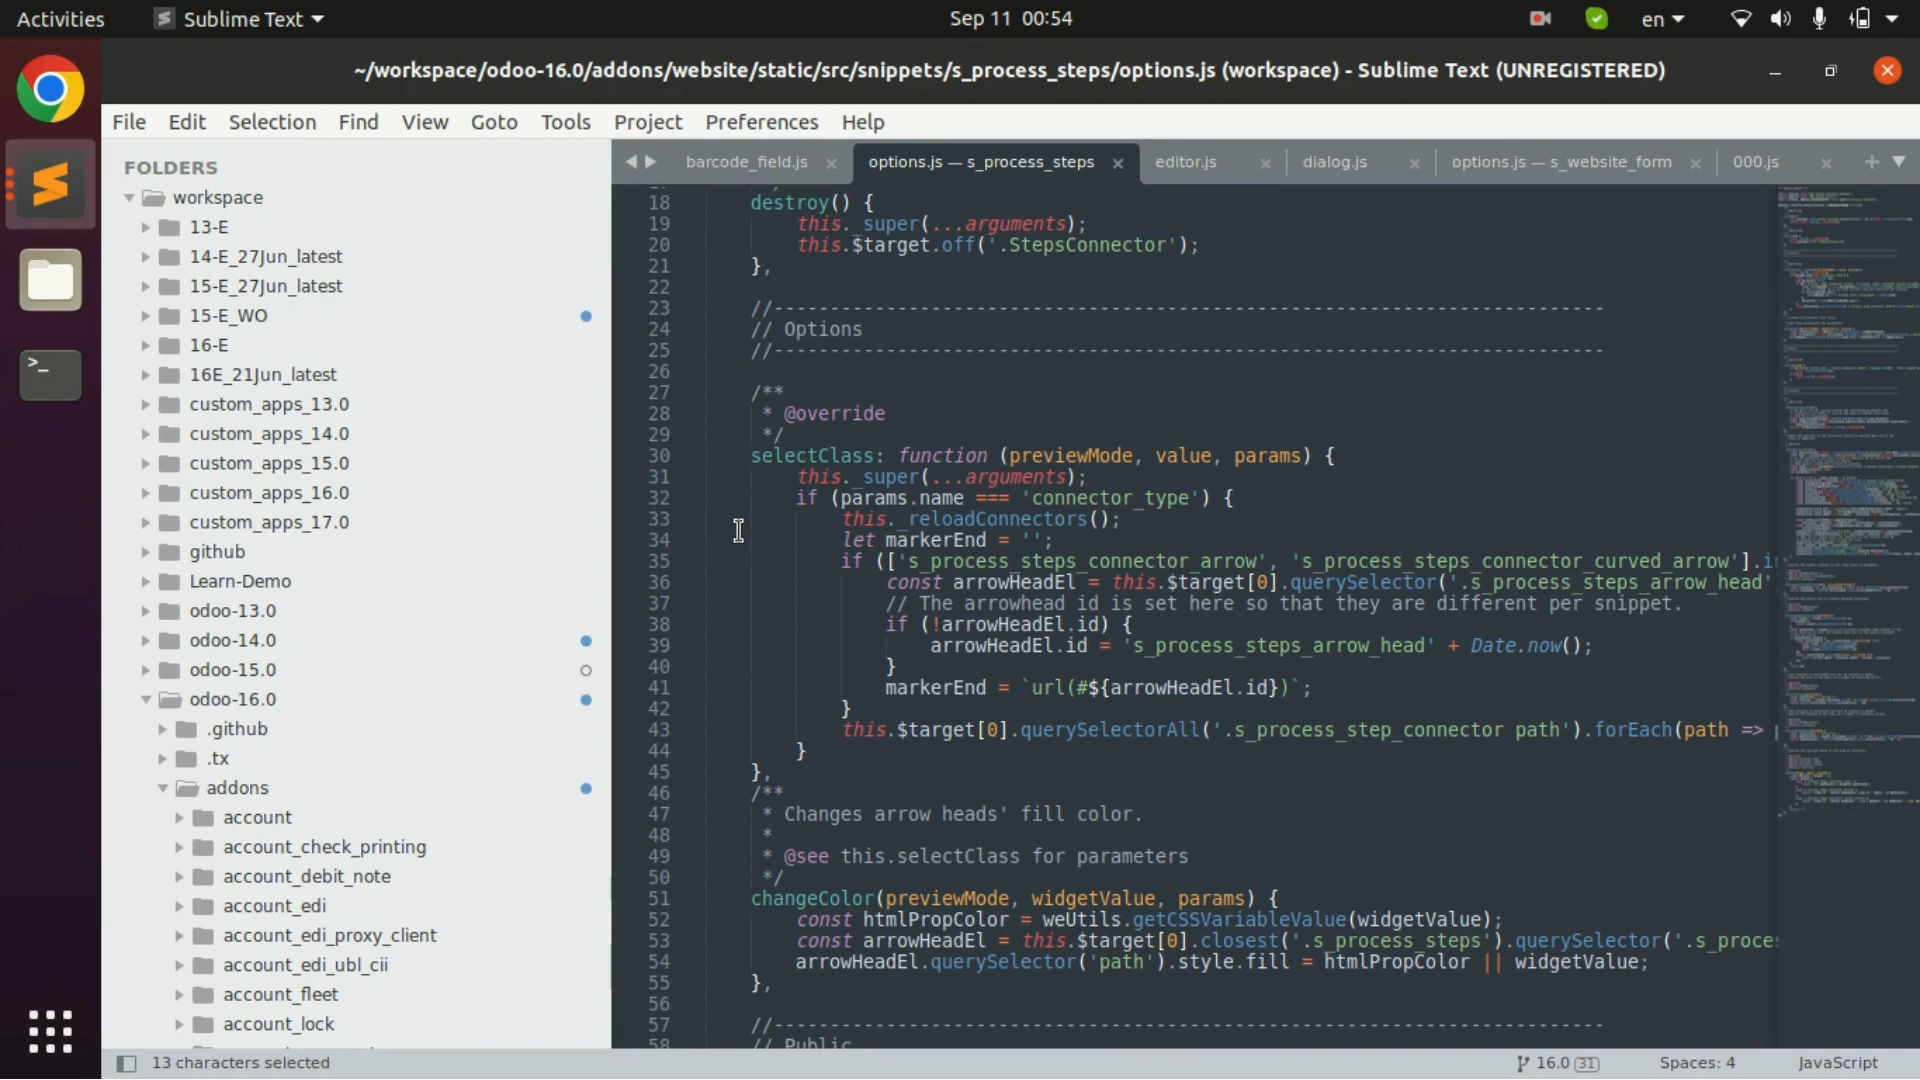 Activities
Sublime Text
Sep 11 00:54
en
~/workspace/odoo-16.0/addons/website/static/src/snippets/s_process_steps/options.js (workspace) - Sublime Text (UNREGISTERED)
File Edit Selection Find View Goto Tools Project Preferences Help
FOLDERS
workspace
13-E
14-E_27Jun_latest
15-E_27Jun_latest
15-E_WO
16-E
16E_21Jun_latest
custom_apps_13.0
custom_apps_14.0
custom_apps_15.0
custom_apps_16.0
custom_apps_17.0
github
Learn-Demo
odoo-13.0
odoo-14.0
odoo-15.0
odoo-16.0
.github
.tx
addons
account
account_check_printing
account_debit_note
account_edi
account_edi_proxy_client
account_edi_ubl_cii
account_fleet
account_lock
barcode_field.js
options.js — s_process_steps
editor.js
dialog.js
options.js — s_website_form
000.js
18 destroy() {
19 this._super(...arguments);
20 this.$target.off('.StepsConnector');
21 },
22
23 //--------------------------------------------------------------------------
24 // Options
25 //--------------------------------------------------------------------------
26
27 /**
28 * @override
29 */
30 selectClass: function (previewMode, value, params) {
31 this._super(...arguments);
32 if (params.name === 'connector_type') {
33 this._reloadConnectors();
34 let markerEnd = '';
35 if (['s_process_steps_connector_arrow', 's_process_steps_connector_curved_arrow'].i
36 const arrowHeadEl = this.$target[0].querySelector('.s_process_steps_arrow_head'
37 // The arrowhead id is set here so that they are different per snippet.
38 if (!arrowHeadEl.id) {
39 arrowHeadEl.id = 's_process_steps_arrow_head' + Date.now();
40 }
41 markerEnd = `url(#${arrowHeadEl.id})`;
42 }
43 this.$target[0].querySelectorAll('.s_process_step_connector path').forEach(path =>
44 }
45 },
46 /**
47 * Changes arrow heads' fill color.
48 *
49 * @see this.selectClass for parameters
50 */
51 changeColor(previewMode, widgetValue, params) {
52 const htmlPropColor = weUtils.getCSSVariableValue(widgetValue);
53 const arrowHeadEl = this.$target[0].closest('.s_process_steps').querySelector('.s_proces
54 arrowHeadEl.querySelector('path').style.fill = htmlPropColor || widgetValue;
55 },
56
57 //--------------------------------------------------------------------------
58 // Public
13 characters selected
16.0 31
Spaces: 4
JavaScript